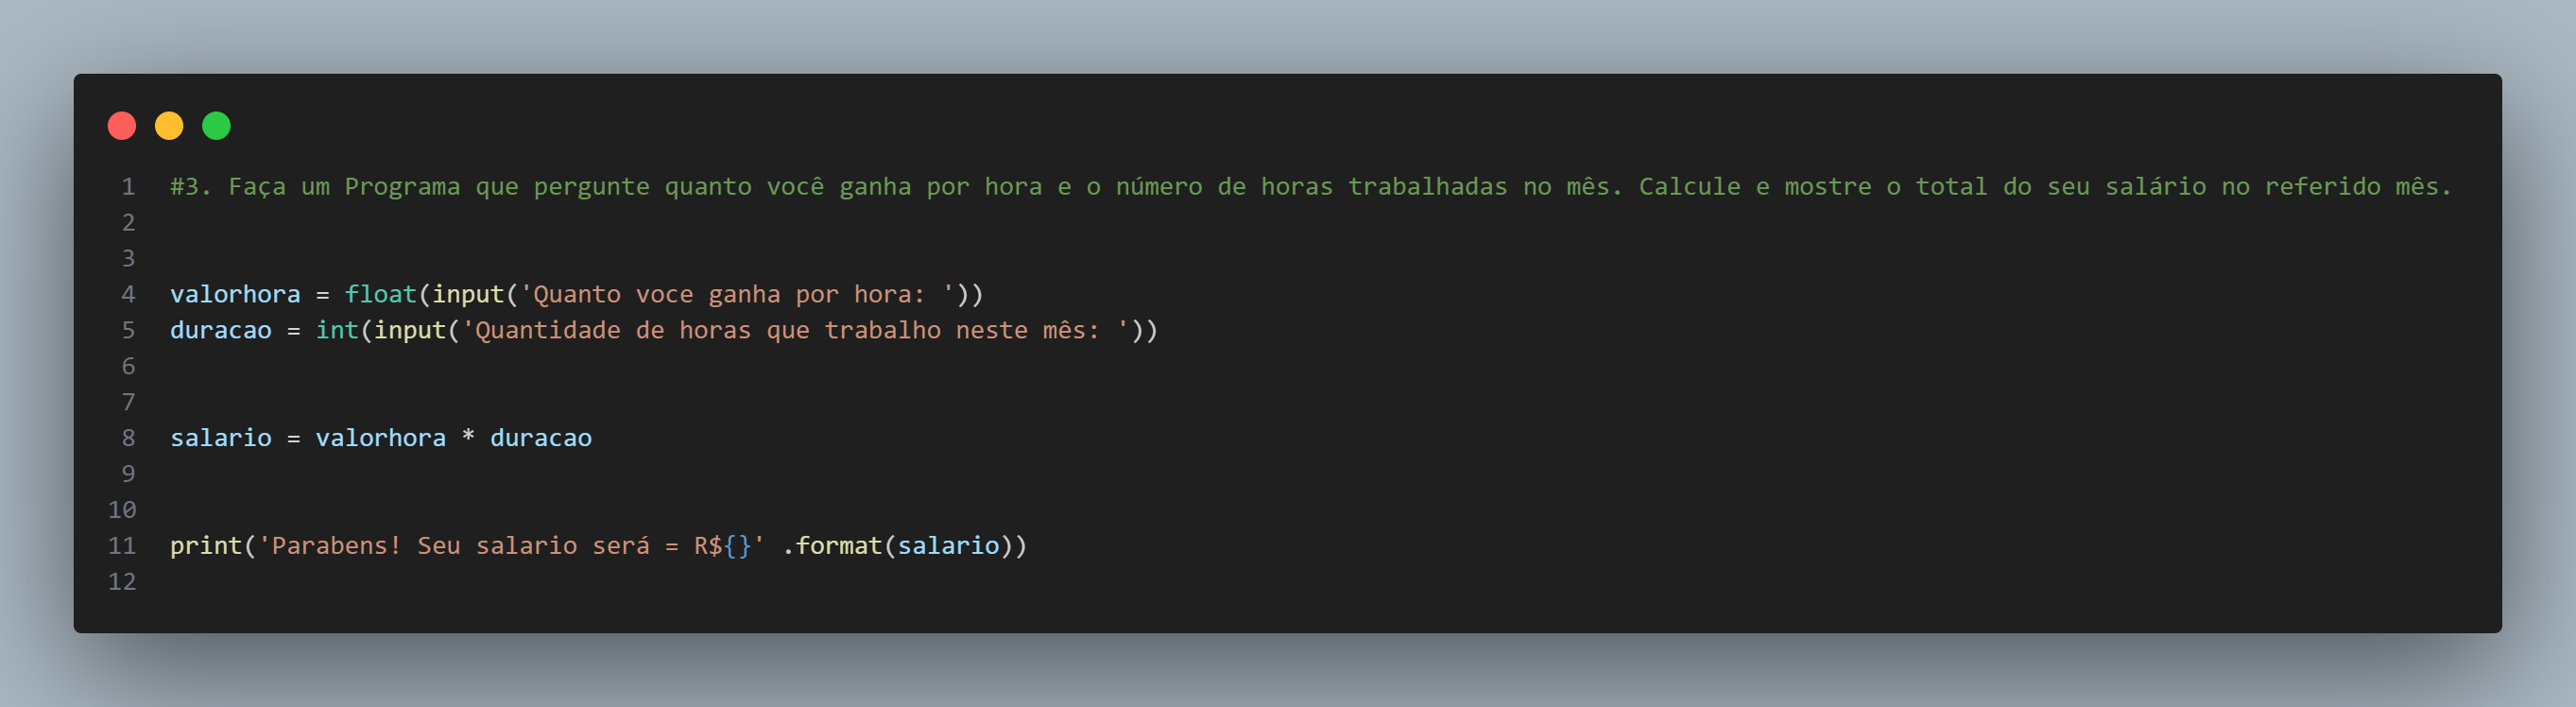 1 #3. Faça um Programa que pergunte quanto você ganha por hora e o número de horas trabalhadas no mês. Calcule e mostre o total do seu salário no referido mês.
2
3
4 valorhora = float(input('Quanto voce ganha por hora: '))
5 duracao = int(input('Quantidade de horas que trabalho neste mês: '))
6
7
8 salario = valorhora * duracao
9
10
11 print('Parabens! Seu salario será = R${}' .format(salario))
12